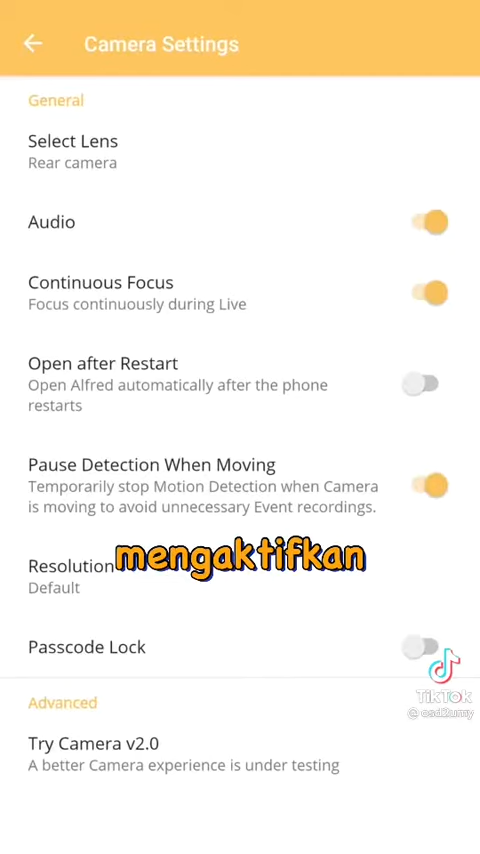 Camera Settings
General
Select Lens
Rear camera
Audio
Continuous Focus
Focus continuously during Live
Open after Restart
Open Alfred automatically after the phone
restarts
Pause Detection When Moving
Temporarily stop Motion Detection when Camera
is moving to avoid unnecessary Event recordings.
mengaktifkan
Resolution
Default
Passcode Lock
TikTok
Advanced
Try Camera v2.0
A better Camera experience is under testing